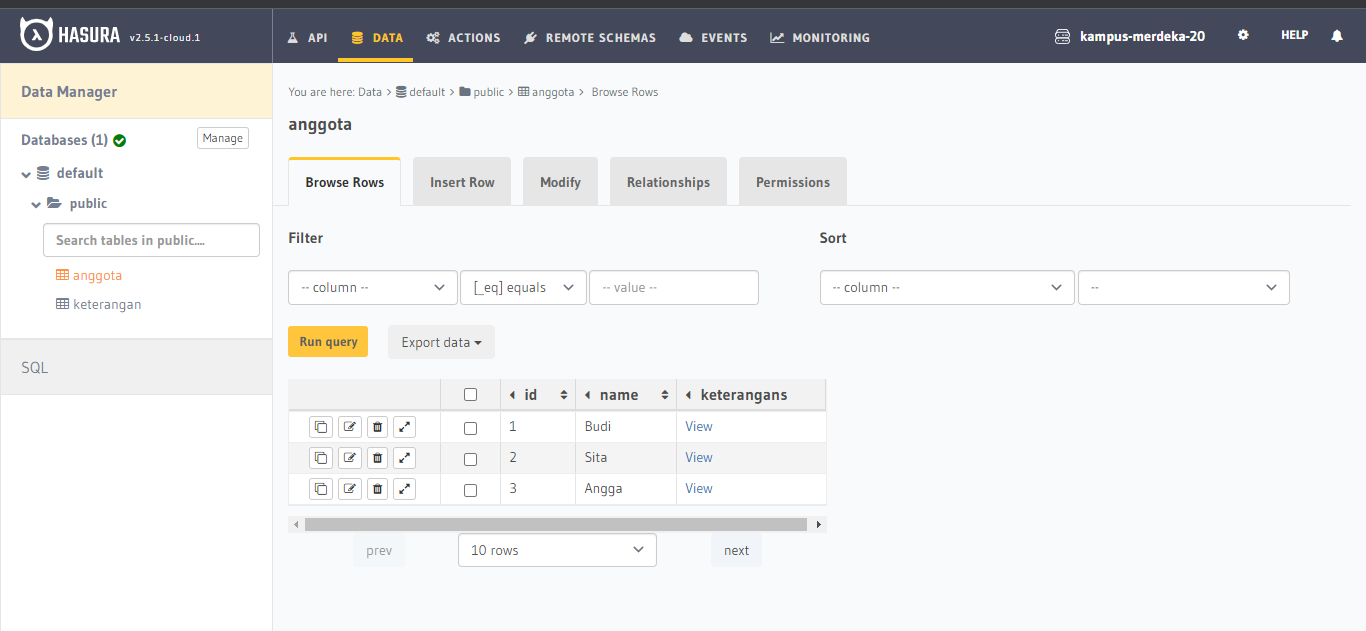 HASURA v2.5.1-cloud.1 API DATA ACTIONS REMOTE SCHEMAS EVENTS MONITORING kampus-merdeka-20 HELP
Data Manager
Databases (1) Manage
default
public
Search tables in public....
anggota
keterangan
SQL
You are here: Data > default > public > anggota > Browse Rows
anggota
Browse Rows Insert Row Modify Relationships Permissions
Filter Sort
-- column -- [_eq] equals -- value -- -- column -- --
Run query Export data
id name keterangans
1 Budi View
2 Sita View
3 Angga View
prev 10 rows next